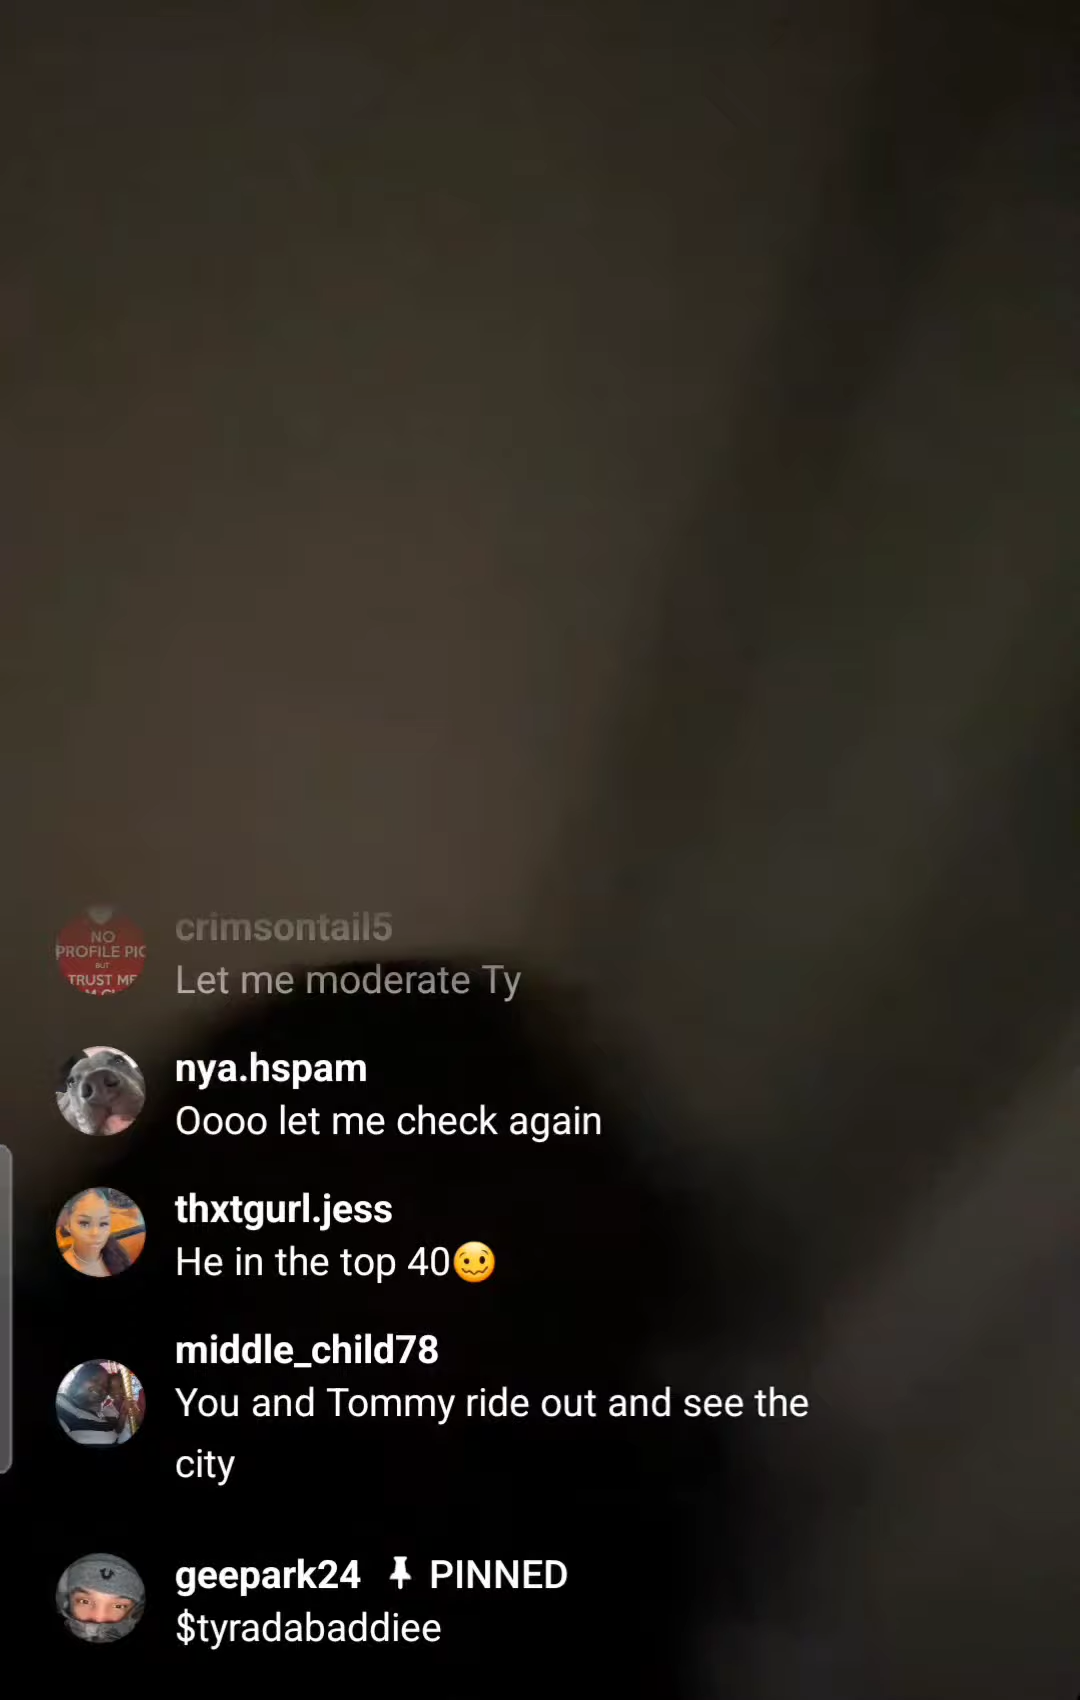 NO
PROFILE PIC
BUT
TRUST ME
crimsontail5
Let me moderate Ty
nya.hspam
Oooo let me check again
thxtgurl.jess
He in the top 40🥴
middle_child78
You and Tommy ride out and see the
city
geepark24 📌 PINNED
$tyradabaddiee